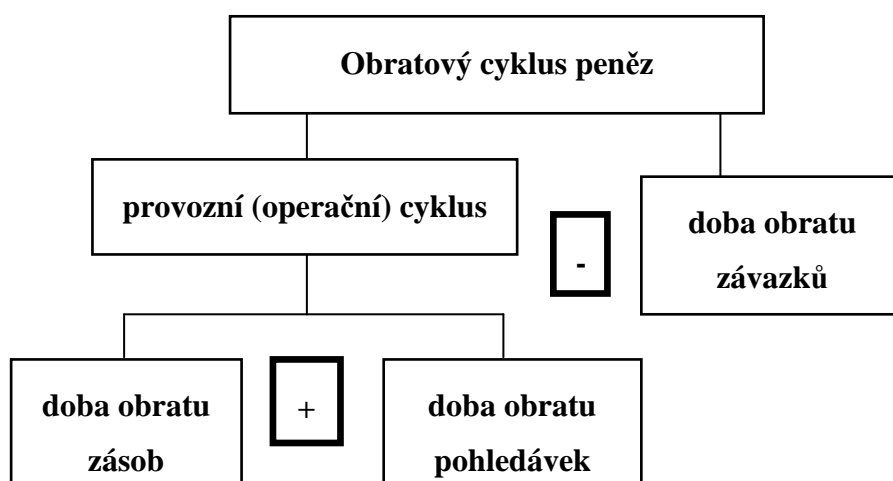 Obratový cyklus peněz
provozní (operační) cyklus
-
doba obratu
závazků
doba obratu
zásob
+
doba obratu
pohledávek